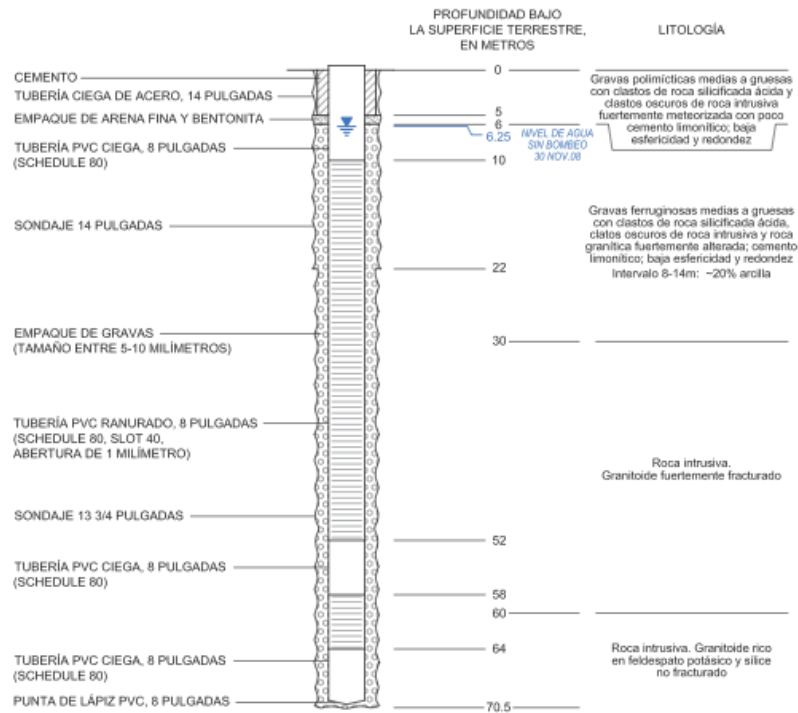 PROFUNDIDAD BAJO
LA SUPERFICIE TERRESTRE,
EN METROS
LITOLOGÍA
CEMENTO
TUBERÍA CIEGA DE ACERO, 14 PULGADAS
EMPAQUE DE ARENA FINA Y BENTONITA
TUBERÍA PVC CIEGA, 8 PULGADAS
(SCHEDULE 80)
SONDAJE 14 PULGADAS
EMPAQUE DE GRAVAS
(TAMAÑO ENTRE 5-10 MILÍMETROS)
TUBERÍA PVC RANURADO, 8 PULGADAS
(SCHEDULE 80, SLOT 40,
ABERTURA DE 1 MILÍMETRO)
SONDAJE 13 3/4 PULGADAS
TUBERÍA PVC CIEGA, 8 PULGADAS
(SCHEDULE 80)
TUBERÍA PVC CIEGA, 8 PULGADAS
(SCHEDULE 80)
PUNTA DE LÁPIZ PVC, 8 PULGADAS
0
5
6
6.25
NIVEL DE AGUA
SIN BOMBEO
30 NOV.08
10
22
30
52
58
60
64
70.5
Gravas polimícticas medias a gruesas
con clastos de roca silicificada ácida y
clastos oscuros de roca intrusiva
fuertemente meteorizada con poco
cemento limonítico; baja
esfericidad y redondez
Gravas ferruginosas medias a gruesas
con clastos de roca silicificada ácida,
clatos oscuros de roca intrusiva y roca
granítica fuertemente alterada; cemento
limonítico; baja esfericidad y redondez
Intervalo 8-14m: ~20% arcilla
Roca intrusiva.
Granitoide fuertemente fracturado
Roca intrusiva. Granitoide rico
en feldespato potásico y sílice
no fracturado